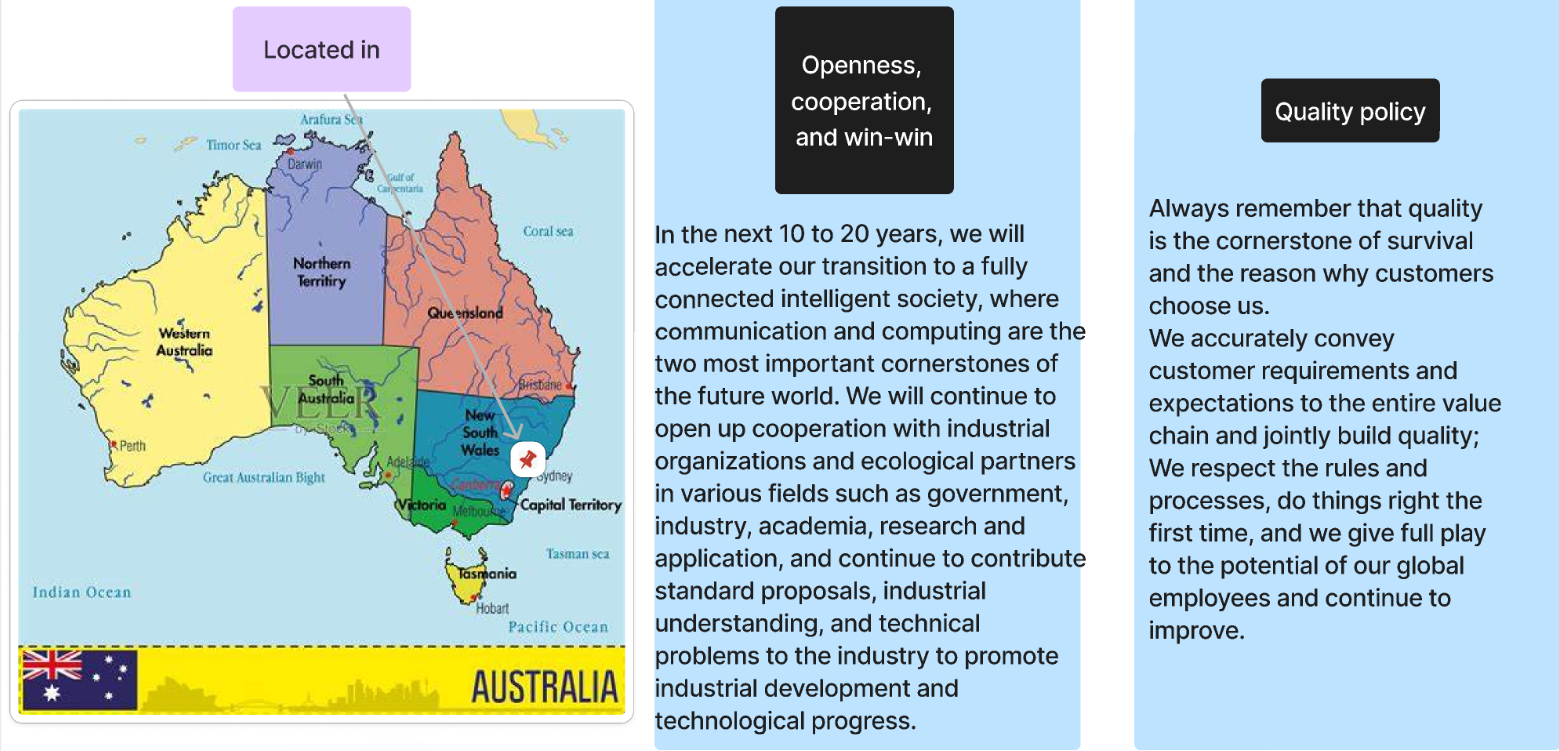 Located in
Arafura Sea
Timor Sea
Darwin
Gulf of
Carpentaria
Coral sea
Northern
Territiry
Queensland
Western
Australia
South
Australia
Brisbane
VEER
by Stock
New
South
Wales
Perth
Adelaide
Great Australian Bight
Canberra
Sydney
Victoria
Melbourne
Capital Territory
Tasman sea
Tasmania
Indian Ocean
Hobart
Pacific Ocean
AUSTRALIA
Openness,
cooperation,
and win-win
In the next 10 to 20 years, we will
accelerate our transition to a fully
connected intelligent society, where
communication and computing are the
two most important cornerstones of
the future world. We will continue to
open up cooperation with industrial
organizations and ecological partners
in various fields such as government,
industry, academia, research and
application, and continue to contribute
standard proposals, industrial
understanding, and technical
problems to the industry to promote
industrial development and
technological progress.
Quality policy
Always remember that quality
is the cornerstone of survival
and the reason why customers
choose us.
We accurately convey
customer requirements and
expectations to the entire value
chain and jointly build quality;
We respect the rules and
processes, do things right the
first time, and we give full play
to the potential of our global
employees and continue to
improve.